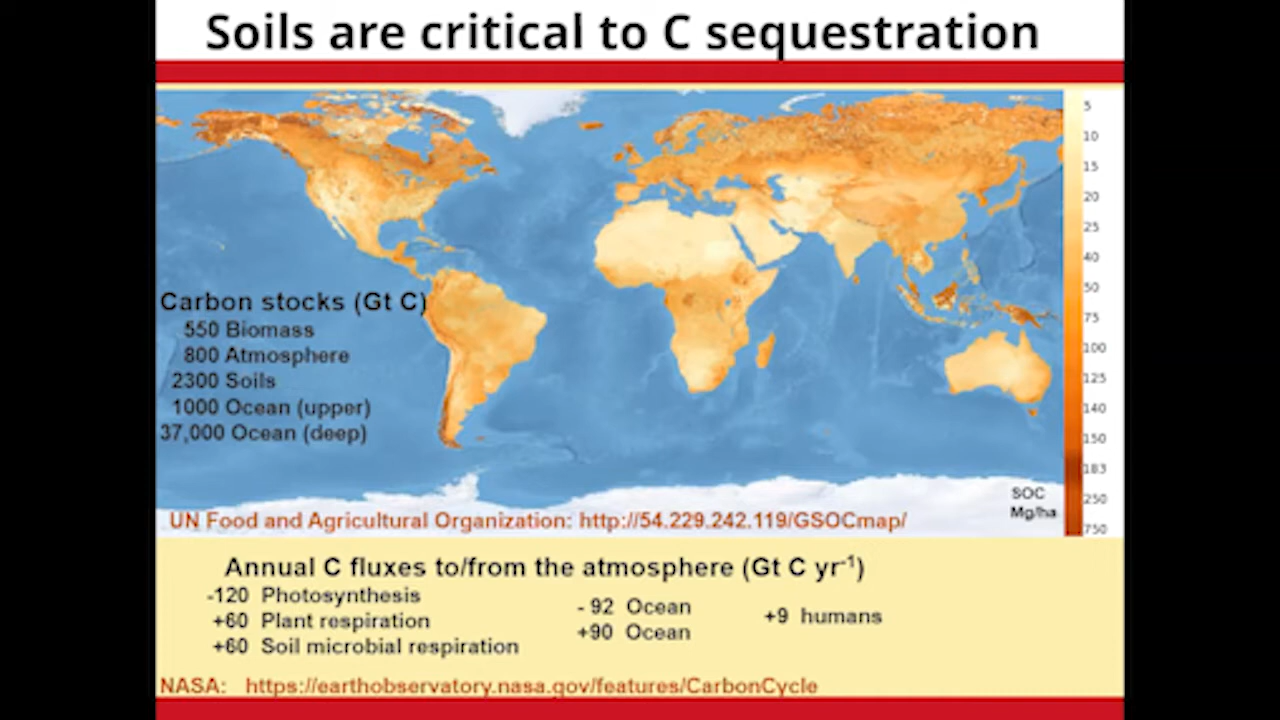 Soils are critical to C sequestration
5
10
15
20
25
40
50
75
100
125
140
150
183
250
750
SOC
Mg/ha
Carbon stocks (Gt C)
550 Biomass
800 Atmosphere
2300 Soils
1000 Ocean (upper)
37,000 Ocean (deep)
UN Food and Agricultural Organization: http://54.229.242.119/GSOCmap/
Annual C fluxes to/from the atmosphere (Gt C yr⁻¹)
-120 Photosynthesis
+60 Plant respiration
+60 Soil microbial respiration
- 92 Ocean
+90 Ocean
+9 humans
NASA: https://earthobservatory.nasa.gov/features/CarbonCycle